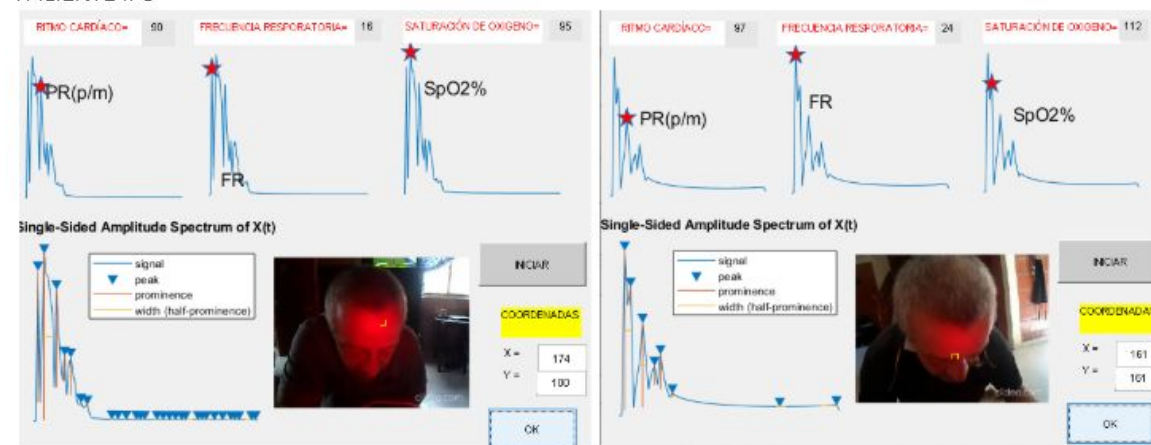 RITMO CARDÍACO= 90 FRECUENCIA RESPORATORIA= 16 SATURACIÓN DE OXIGENO= 95
PR(p/m)
SpO2%
FR
Single-Sided Amplitude Spectrum of X(t)
signal
peak
prominence
width (half-prominence)
INICIAR
COORDENADAS
X = 174
Y = 100
OK
RITMO CARDÍACO= 97 FRECUENCIA RESPORATORIA= 24 SATURACIÓN DE OXIGENO= 112
FR
PR(p/m)
SpO2%
Single-Sided Amplitude Spectrum of X(t)
signal
peak
prominence
width (half-prominence)
INICIAR
COORDENADAS
X = 161
Y = 161
OK